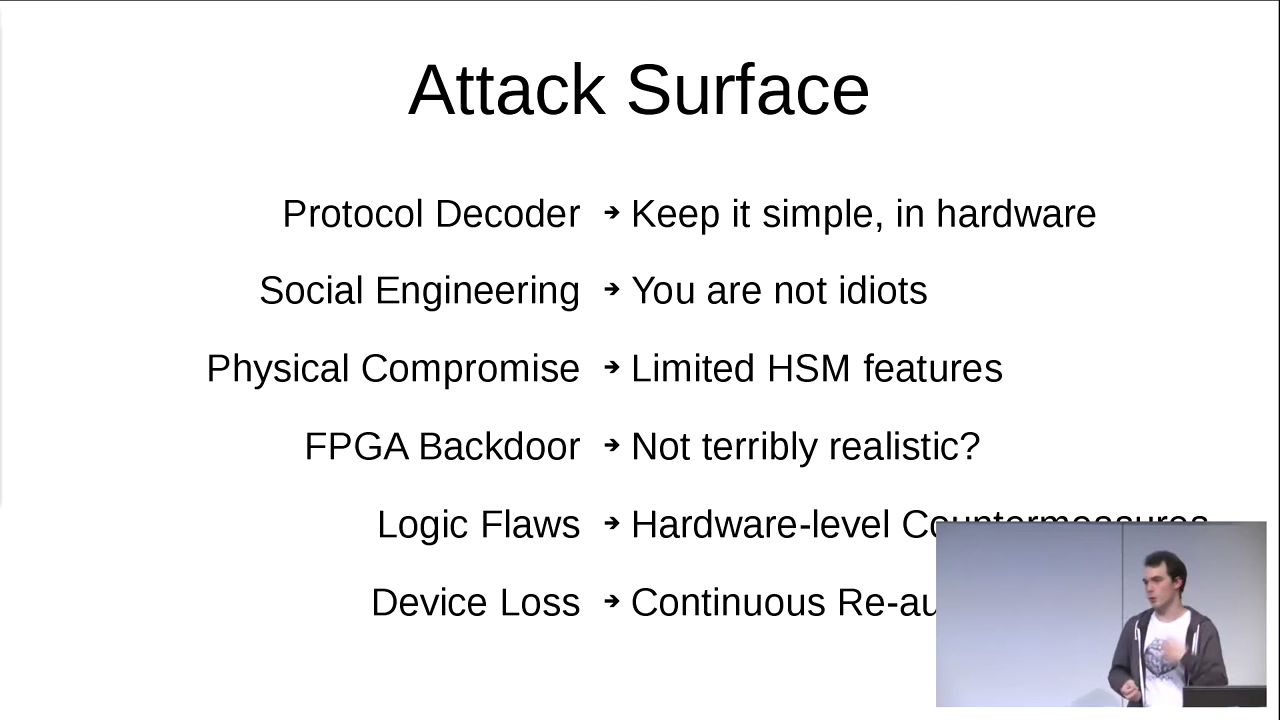 Attack Surface
Protocol Decoder ➔ Keep it simple, in hardware
Social Engineering ➔ You are not idiots
Physical Compromise ➔ Limited HSM features
FPGA Backdoor ➔ Not terribly realistic?
Logic Flaws ➔ Hardware-level Countermeasures
Device Loss ➔ Continuous